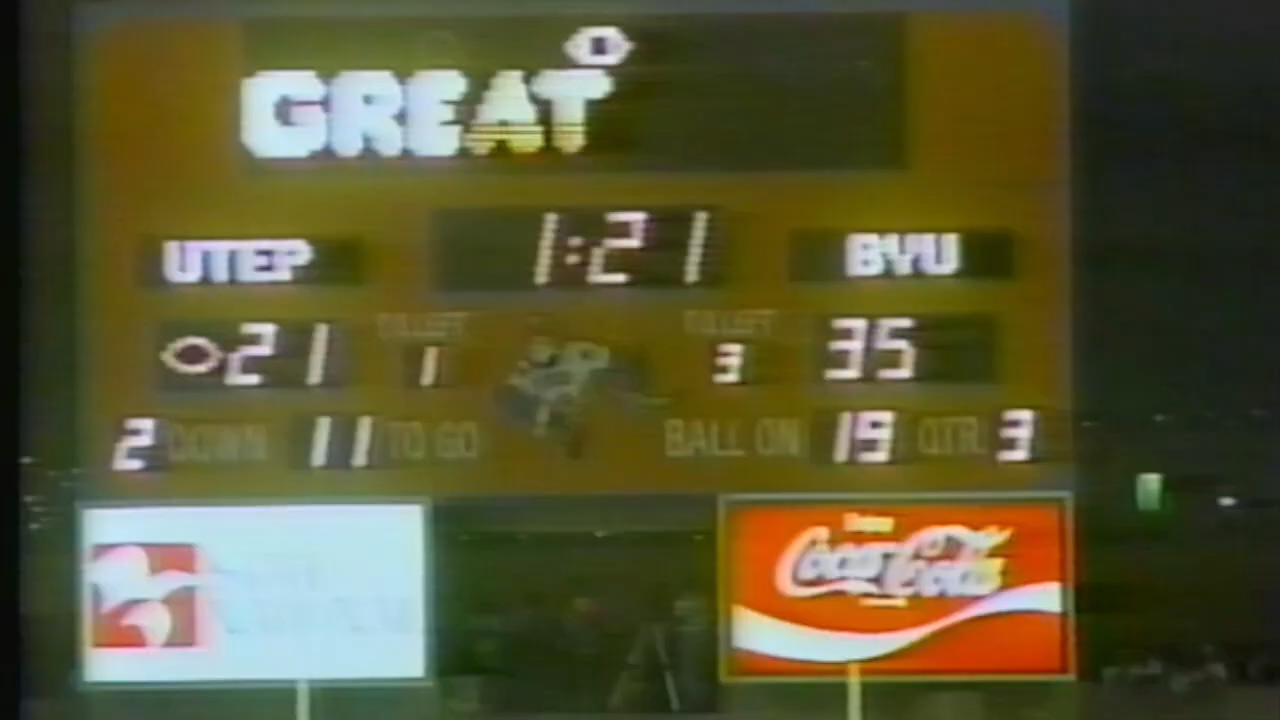 GREAT
1:21
UTEP BYU
21 1 3 35
2 DOWN 11 TO GO BALL ON 19 QTR. 3
Coca-Cola